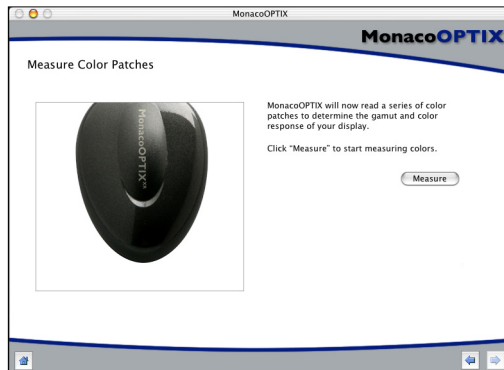 MonacoOPTIX
MonacoOPTIX
Measure Color Patches
MonacoOPTIX will now read a series of color
patches to determine the gamut and color
response of your display.
Click “Measure” to start measuring colors.
Measure
MonacoOPTIXXR